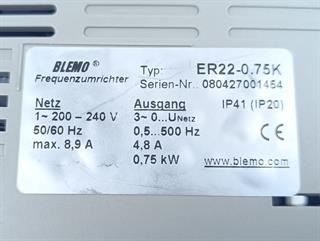 BLEMO® Typ: ER22-0.75K
Frequenzumrichter Serien-Nr.: 080427001454
Netz Ausgang IP41 (IP20)
1~ 200 - 240 V 3~ 0...UNetz
50/60 Hz 0,5...500 Hz CE
max. 8,9 A 4,8 A
0,75 kW www.blemo.com